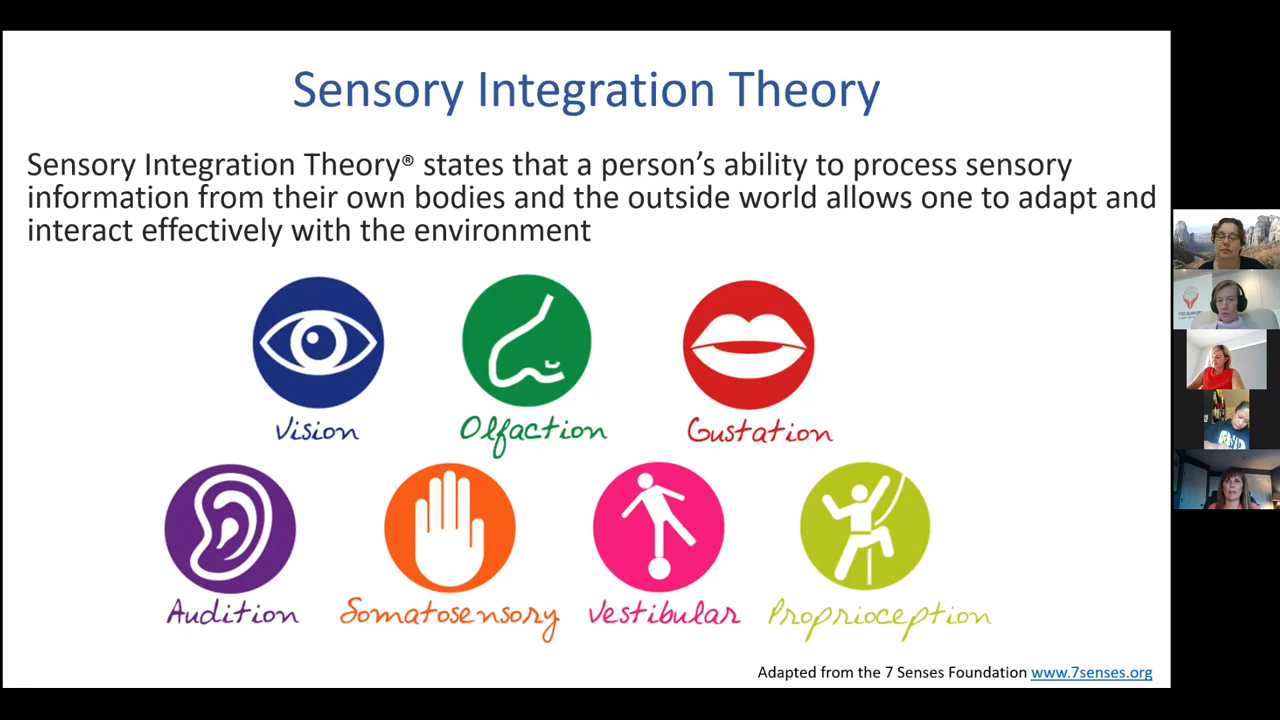 Sensory Integration Theory
Sensory Integration Theory® states that a person's ability to process sensory
information from their own bodies and the outside world allows one to adapt and
interact effectively with the environment
Vision
Olfaction
Gustation
Audition
Somatosensory
Vestibular
Proprioception
Adapted from the 7 Senses Foundation www.7senses.org